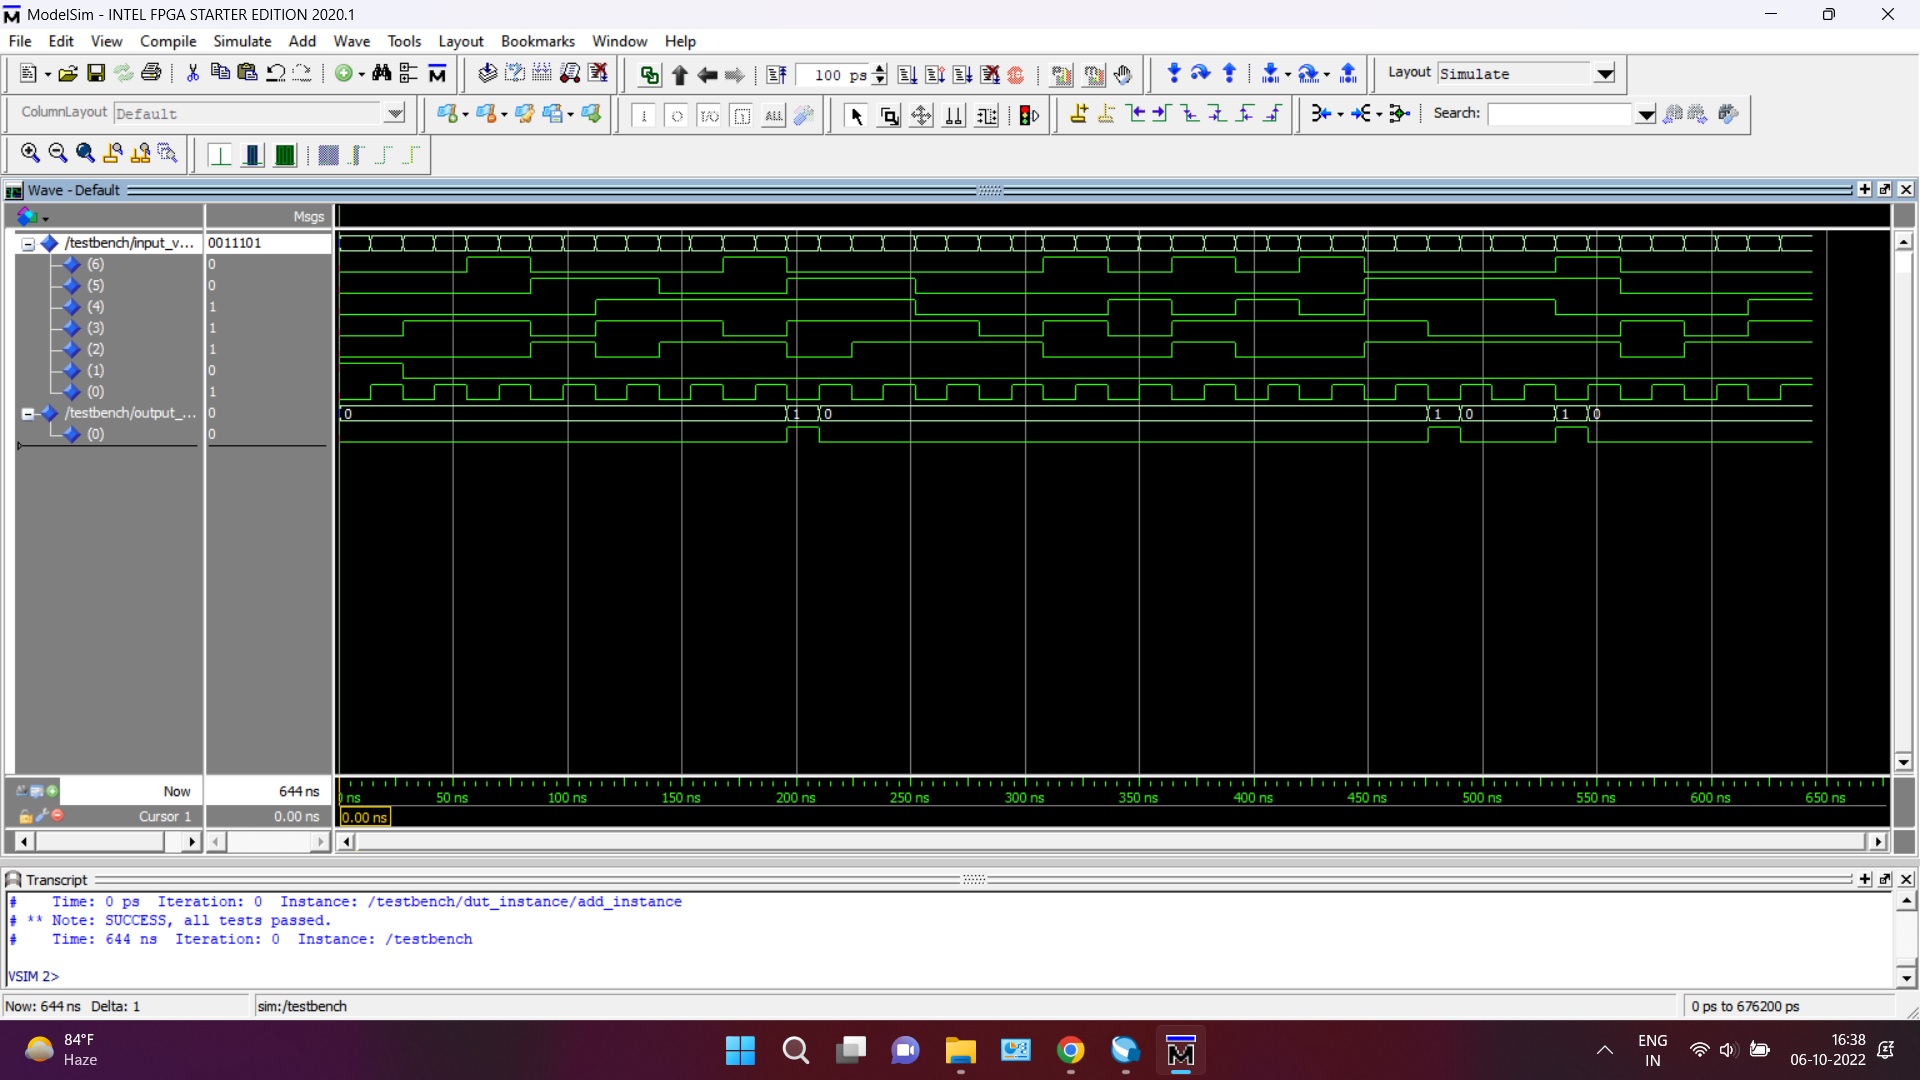 ModelSim - INTEL FPGA STARTER EDITION 2020.1
File Edit View Compile Simulate Add Wave Tools Layout Bookmarks Window Help
100 ps
Layout Simulate
ColumnLayout Default
ALL
Search:
Wave - Default
Msgs
/testbench/input_v... 0011101
(6) 0
(5) 0
(4) 1
(3) 1
(2) 1
(1) 0
(0) 1
/testbench/output_... 0 0 1 0 1 0 1 0
(0) 0
Now 644 ns
ns 50 ns 100 ns 150 ns 200 ns 250 ns 300 ns 350 ns 400 ns 450 ns 500 ns 550 ns 600 ns 650 ns
Cursor 1 0.00 ns 0.00 ns
Transcript
# Time: 0 ps Iteration: 0 Instance: /testbench/dut_instance/add_instance
# ** Note: SUCCESS, all tests passed.
# Time: 644 ns Iteration: 0 Instance: /testbench
VSIM 2>
Now: 644 ns Delta: 1 sim:/testbench 0 ps to 676200 ps
84°F
Haze
ENG
IN
16:38
06-10-2022